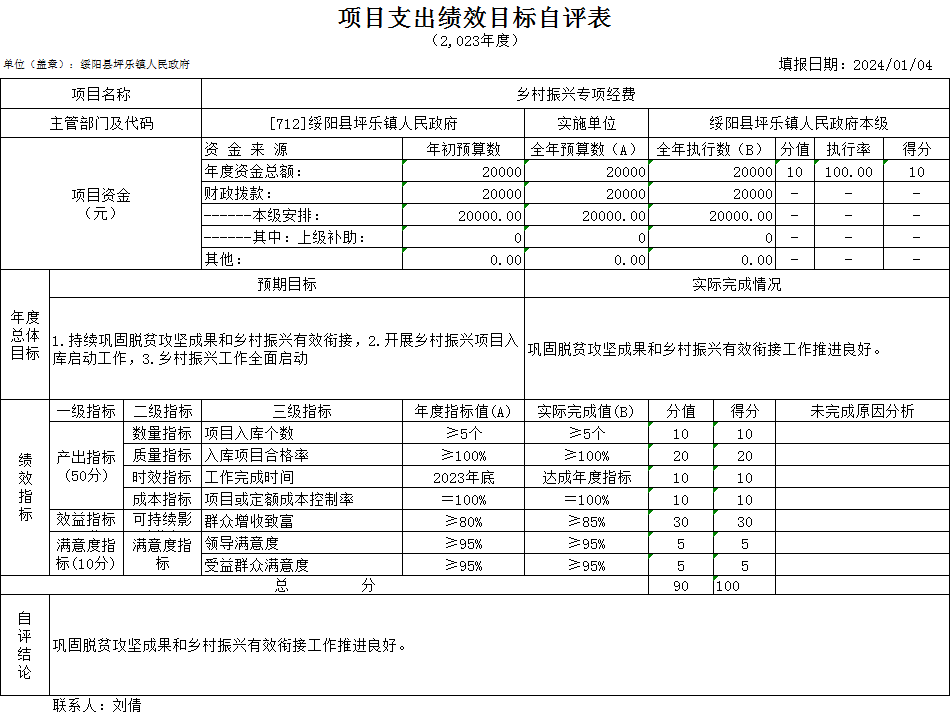 项目支出绩效目标自评表
（2,023年度）
单位（盖章）: 绥阳县坪乐镇人民政府 填报日期: 2024/01/04
项目名称 乡村振兴专项经费
主管部门及代码 [712]绥阳县坪乐镇人民政府 实施单位 绥阳县坪乐镇人民政府本级
项目资金
（元）
资 金 来 源 年初预算数 全年预算数（A） 全年执行数（B） 分值 执行率 得分
年度资金总额: 20000 20000 20000 10 100.00 10
财政拨款: 20000 20000 20000 － － －
------本级安排: 20000.00 20000.00 20000.00 － － －
------其中: 上级补助: 0 0 0 － － －
其他: 0.00 0.00 0.00 － － －
年度
总体
目标
预期目标 实际完成情况
1.持续巩固脱贫攻坚成果和乡村振兴有效衔接，2.开展乡村振兴项目入
库启动工作，3.乡村振兴工作全面启动
巩固脱贫攻坚成果和乡村振兴有效衔接工作推进良好。
绩
效
指
标
一级指标 二级指标 三级指标 年度指标值(A) 实际完成值(B) 分值 得分 未完成原因分析
产出指标
(50分)
数量指标 项目入库个数 ≥5个 ≥5个 10 10
质量指标 入库项目合格率 ≥100% ≥100% 20 20
时效指标 工作完成时间 2023年底 达成年度指标 10 10
成本指标 项目或定额成本控制率 ＝100% ＝100% 10 10
效益指标 可持续影 群众增收致富 ≥80% ≥85% 30 30
满意度指
标(10分)
满意度指
标
领导满意度 ≥95% ≥95% 5 5
受益群众满意度 ≥95% ≥95% 5 5
总 分 90 100
自
评
结
论
巩固脱贫攻坚成果和乡村振兴有效衔接工作推进良好。
联系人: 刘倩